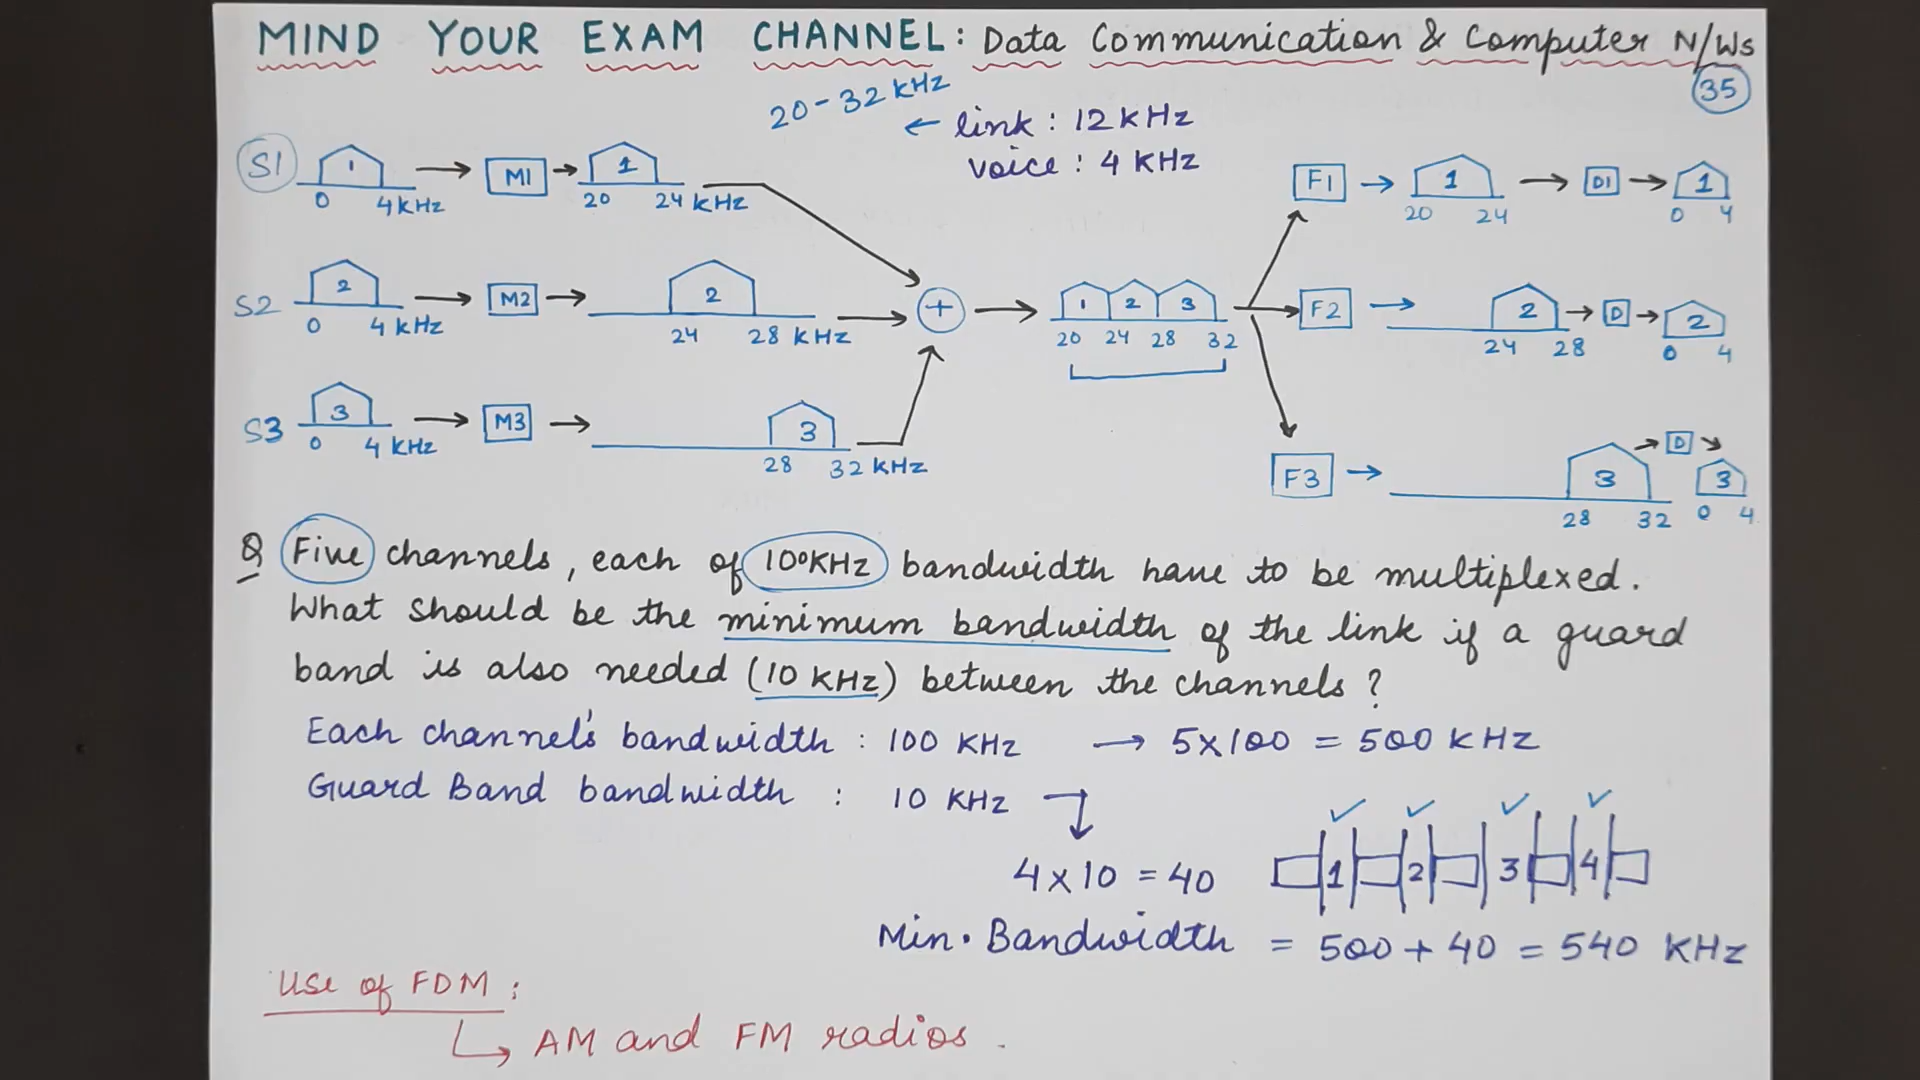 MIND YOUR EXAM CHANNEL: Data Communication & Computer N/Ws
35
20-32 kHz
← link : 12 kHz
voice : 4 kHz
S1 1 → M1 → 1
0 4 kHz 20 24 kHz
F1 → 1 → D1 → 1
20 24 0 4
S2 2 → M2 → 2
0 4 kHz 24 28 kHz
+ → 1 2 3
20 24 28 32
F2 → 2 → D → 2
24 28 0 4
S3 3 → M3 → 3
0 4 kHz 28 32 kHz
F3 → 3 → D → 3
28 32 0 4
Q Five channels, each of 100KHz bandwidth have to be multiplexed.
What should be the minimum bandwidth of the link if a guard
band is also needed (10 KHz) between the channels ?
Each channel's bandwidth : 100 KHz → 5x100 = 500 KHZ
Guard Band bandwidth : 10 KHz
4 x 10 = 40
1 2 3 4
Min. Bandwidth = 500 + 40 = 540 KHz
Use of FDM :
AM and FM radios.